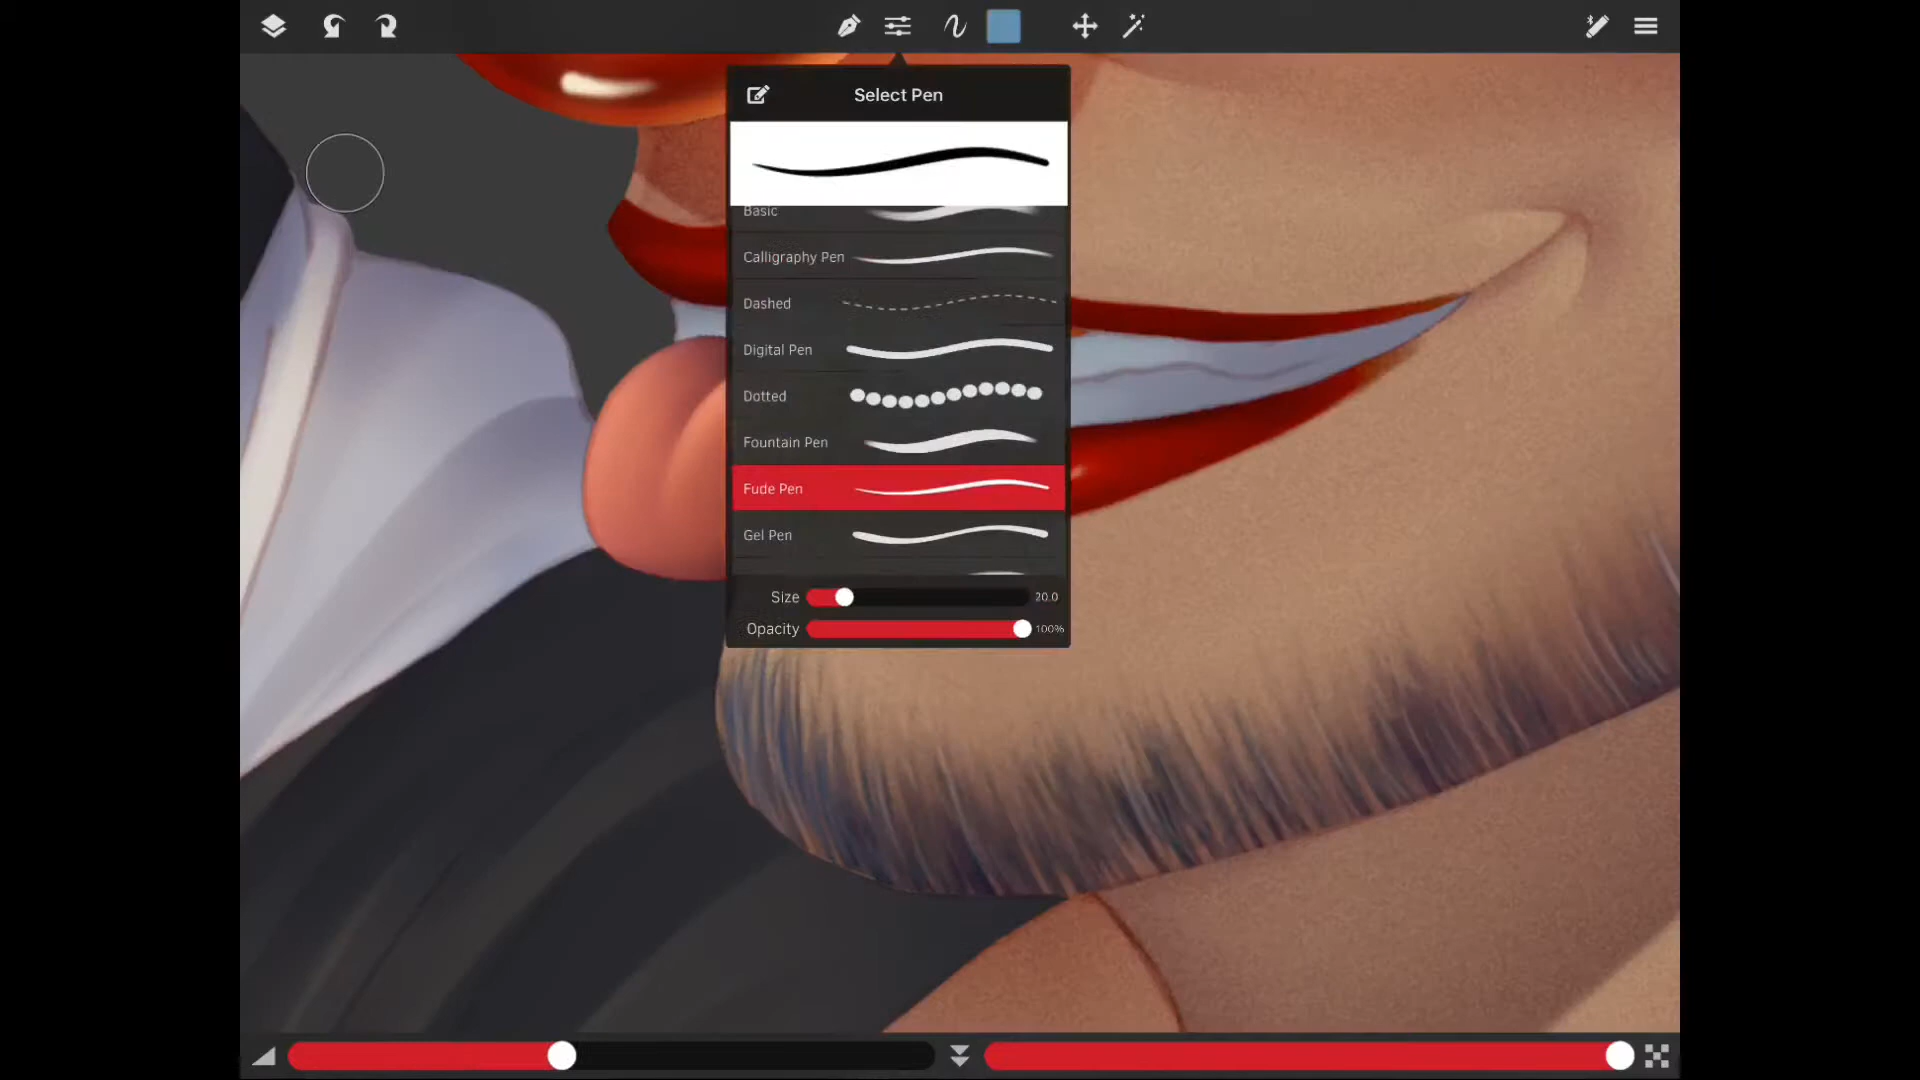 Select Pen
Basic
Calligraphy Pen
Dashed
Digital Pen
Dotted
Fountain Pen
Fude Pen
Gel Pen
Size 20.0
Opacity 100%